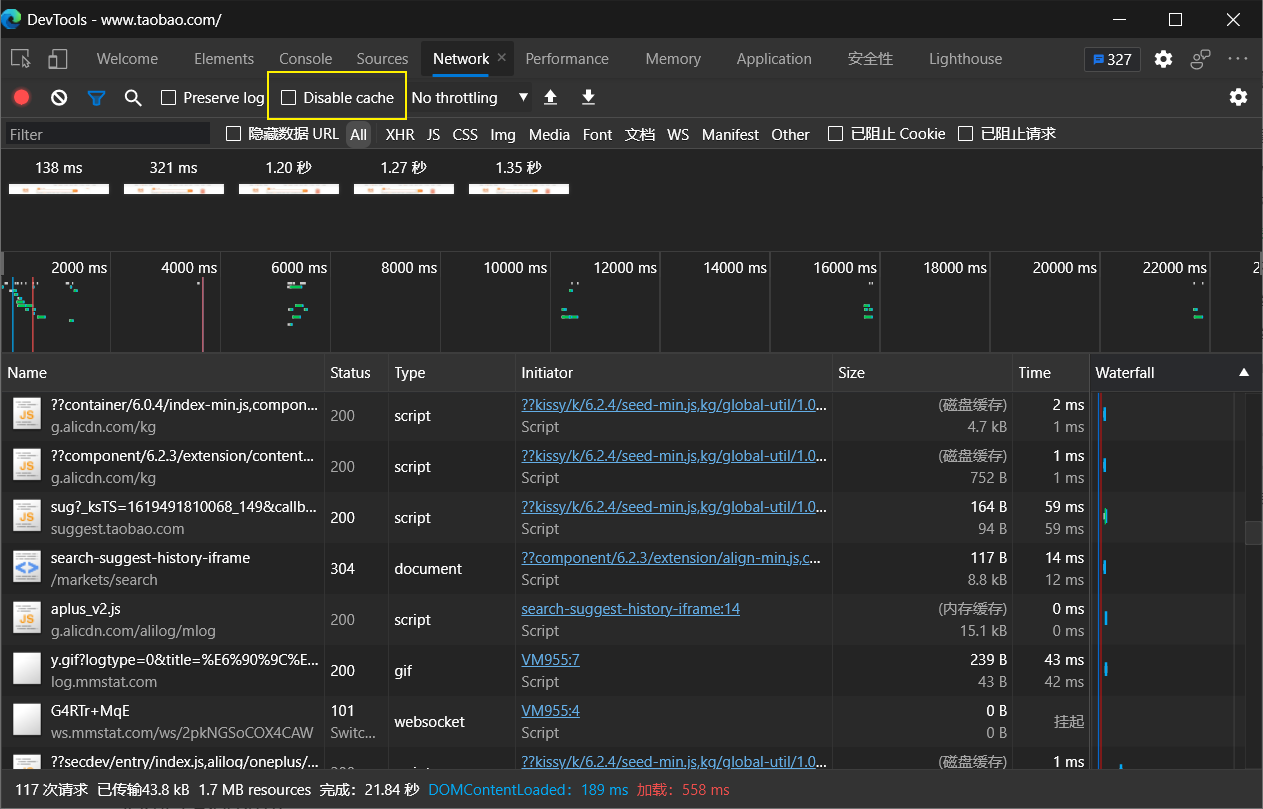 DevTools - www.taobao.com/
Welcome Elements Console Sources Network Performance Memory Application 安全性 Lighthouse 327
Preserve log Disable cache No throttling
Filter 隐藏数据 URL All XHR JS CSS Img Media Font 文档 WS Manifest Other 已阻止 Cookie 已阻止请求
138 ms 321 ms 1.20 秒 1.27 秒 1.35 秒
2000 ms 4000 ms 6000 ms 8000 ms 10000 ms 12000 ms 14000 ms 16000 ms 18000 ms 20000 ms 22000 ms 2
Name Status Type Initiator Size Time Waterfall
??container/6.0.4/index-min.js,compon... 200 script ??kissy/k/6.2.4/seed-min.js,kg/global-util/1.0... (磁盘缓存) 2 ms
g.alicdn.com/kg Script 4.7 kB 1 ms
??component/6.2.3/extension/content... 200 script ??kissy/k/6.2.4/seed-min.js,kg/global-util/1.0... (磁盘缓存) 1 ms
g.alicdn.com/kg Script 752 B 1 ms
sug?_ksTS=1619491810068_149&callb... 200 script ??kissy/k/6.2.4/seed-min.js,kg/global-util/1.0... 164 B 59 ms
suggest.taobao.com Script 94 B 59 ms
search-suggest-history-iframe 304 document ??component/6.2.3/extension/align-min.js,c... 117 B 14 ms
/markets/search Script 8.8 kB 12 ms
aplus_v2.js 200 script search-suggest-history-iframe:14 (内存缓存) 0 ms
g.alicdn.com/alilog/mlog Script 15.1 kB 0 ms
y.gif?logtype=0&title=%E6%90%9C%E... 200 gif VM955:7 239 B 43 ms
log.mmstat.com Script 43 B 42 ms
G4RTr+MqE 101 websocket VM955:4 0 B 挂起
ws.mmstat.com/ws/2pkNGSoCOX4CAW Switc... Script 0 B
??secdev/entry/index.js,alilog/oneplus/... ??kissy/k/6.2.4/seed-min.js,kg/global-util/1.0... (磁盘缓存) 1 ms
117 次请求 已传输43.8 kB 1.7 MB resources 完成：21.84 秒 DOMContentLoaded：189 ms 加载：558 ms